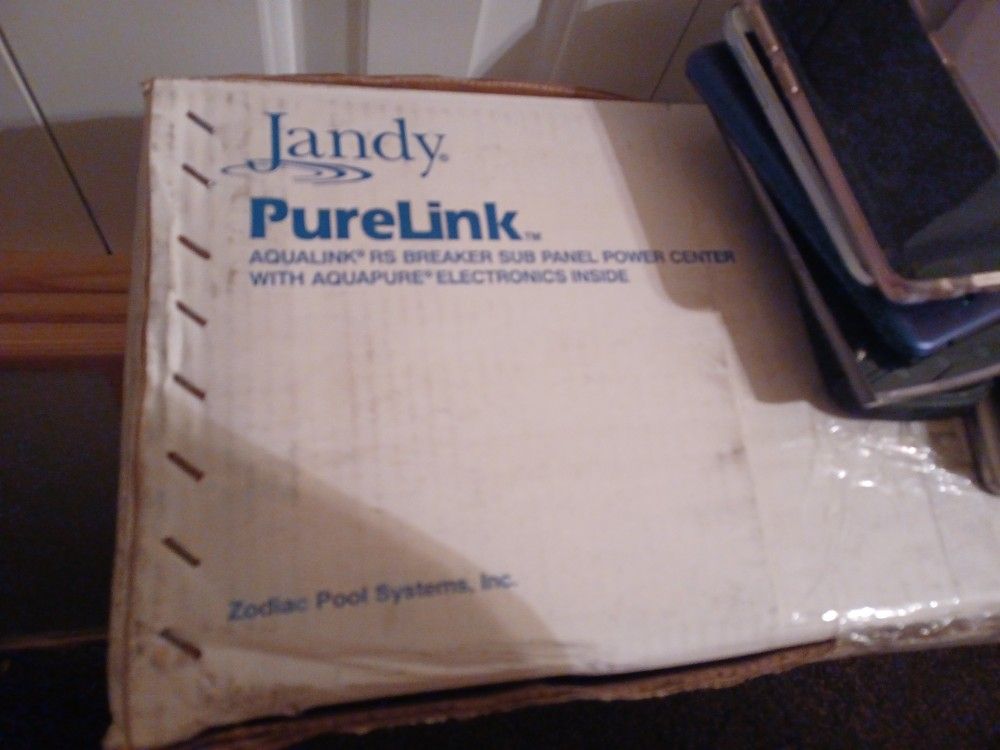 Jandy®
PureLink™
AQUALINK® RS BREAKER SUB PANEL POWER CENTER
WITH AQUAPURE® ELECTRONICS INSIDE
Zodiac Pool Systems, Inc.